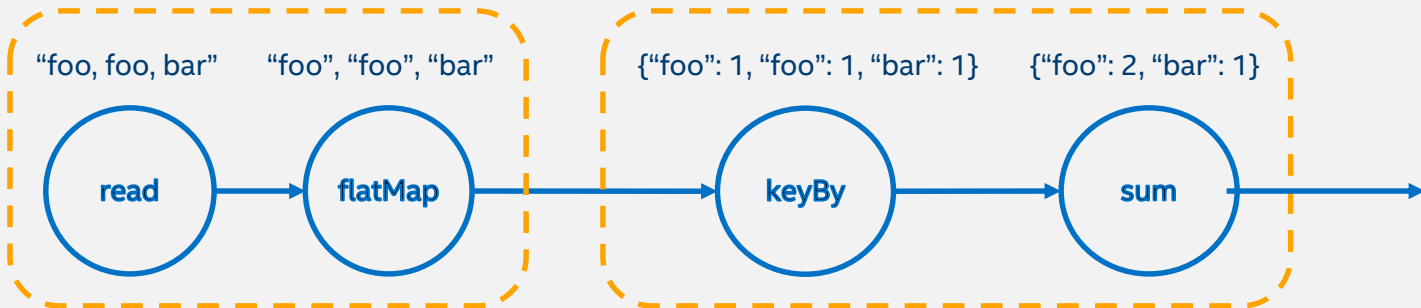 “foo, foo, bar”
“foo”, “foo”, “bar”
{“foo”: 1, “foo”: 1, “bar”: 1}
{“foo”: 2, “bar”: 1}
read
flatMap
keyBy
sum